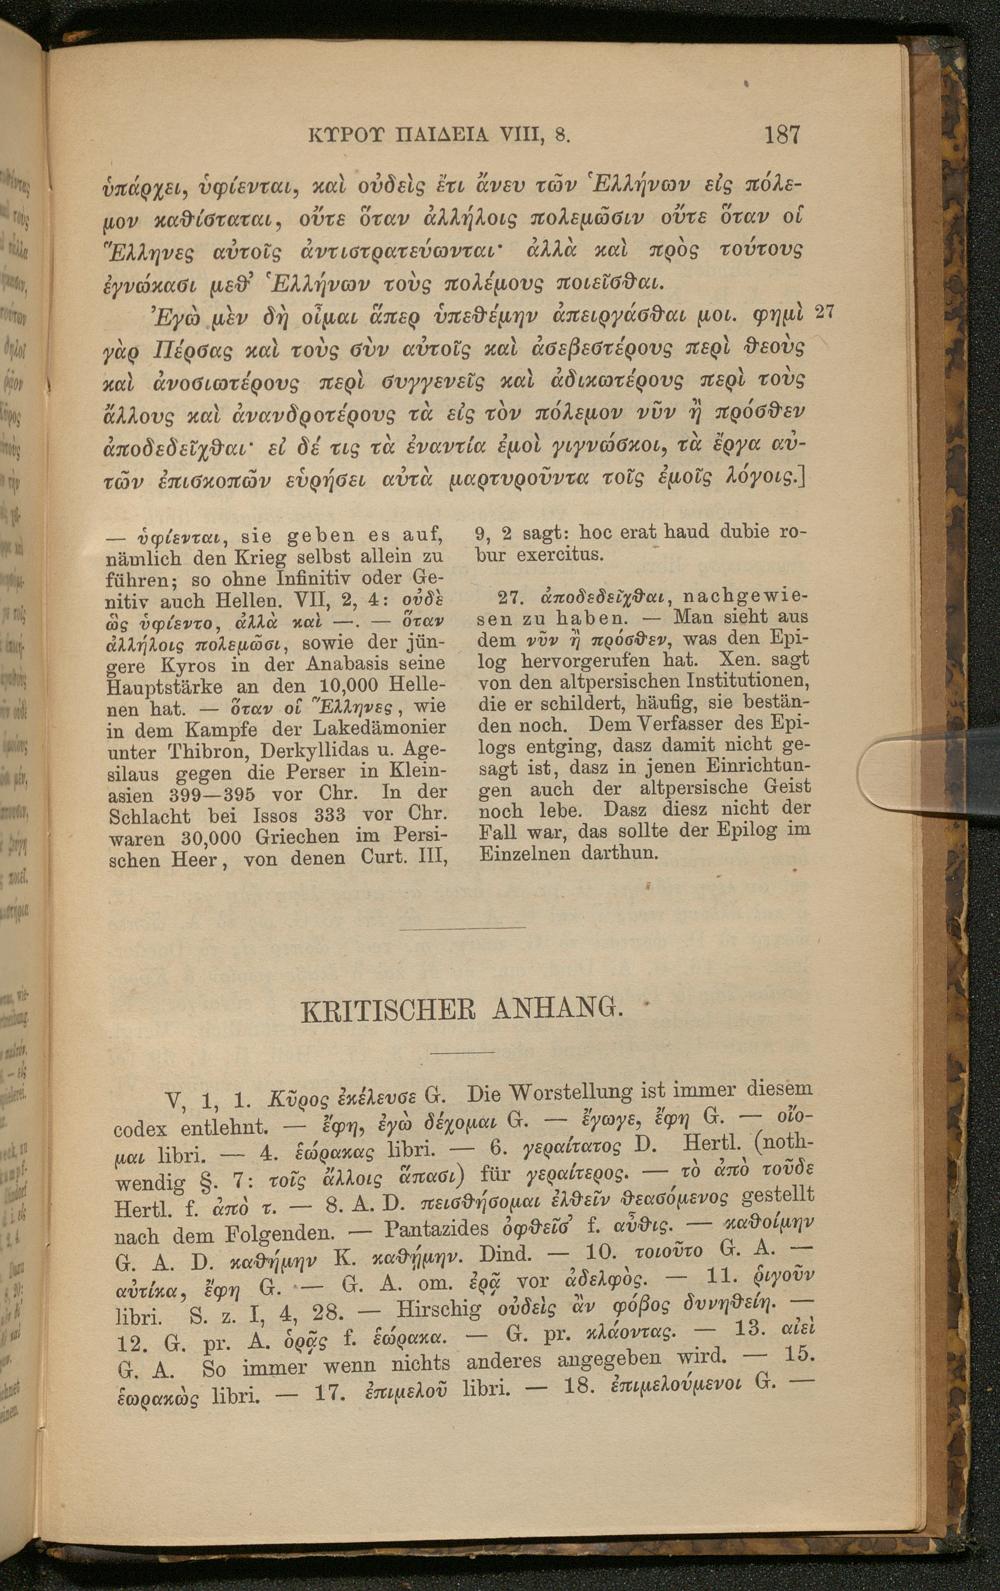 ΚΥΡΟΥ ΠΑΙΔΕΙΑ VIII, 8.
187
ὑπάρχει, ὑφίενται, καὶ οὐδεὶς ἔτι ἄνευ τῶν Ἑλλήνων εἰς πόλε-
μον καθίσταται, οὔτε ὅταν ἀλλήλοις πολεμῶσιν οὔτε ὅταν οἱ
Ἕλληνες αὐτοῖς ἀντιστρατεύωνται· ἀλλὰ καὶ πρὸς τούτους
ἐγνώκασι μεθ’ Ἑλλήνων τοὺς πολέμους ποιεῖσθαι.
Ἐγὼ μὲν δὴ οἶμαι ἅπερ ὑπεθέμην ἀπειργάσθαι μοι. φημὶ 27
γὰρ Πέρσας καὶ τοὺς σὺν αὐτοῖς καὶ ἀσεβεστέρους περὶ θεοὺς
καὶ ἀνοσιωτέρους περὶ συγγενεῖς καὶ ἀδικωτέρους περὶ τοὺς
ἄλλους καὶ ἀνανδροτέρους τὰ εἰς τὸν πόλεμον νῦν ἢ πρόσθεν
ἀποδεδεῖχθαι· εἰ δέ τις τὰ ἐναντία ἐμοὶ γιγνώσκοι, τὰ ἔργα αὐ-
τῶν ἐπισκοπῶν εὑρήσει αὐτὰ μαρτυροῦντα τοῖς ἐμοῖς λόγοις.]
— ὑφίενται, sie geben es auf,
nämlich den Krieg selbst allein zu
führen; so ohne Infinitiv oder Ge-
nitiv auch Hellen. VII, 2, 4: οὐδὲ
ὣς ὑφίεντο, ἀλλὰ καὶ —. — ὅταν
ἀλλήλοις πολεμῶσι, sowie der jün-
gere Kyros in der Anabasis seine
Hauptstärke an den 10,000 Helle-
nen hat. — ὅταν οἱ Ἕλληνες, wie
in dem Kampfe der Lakedämonier
unter Thibron, Derkyllidas u. Age-
silaus gegen die Perser in Klein-
asien 399—395 vor Chr. In der
Schlacht bei Issos 333 vor Chr.
waren 30,000 Griechen im Persi-
schen Heer, von denen Curt. III,
9, 2 sagt: hoc erat haud dubie ro-
bur exercitus.
27. ἀποδεδεῖχθαι, nachgewie-
sen zu haben. — Man sieht aus
dem νῦν ἢ πρόσθεν, was den Epi-
log hervorgerufen hat. Xen. sagt
von den altpersischen Institutionen,
die er schildert, häufig, sie bestän-
den noch. Dem Verfasser des Epi-
logs entging, dasz damit nicht ge-
sagt ist, dasz in jenen Einrichtun-
gen auch der altpersische Geist
noch lebe. Dasz diesz nicht der
Fall war, das sollte der Epilog im
Einzelnen darthun.
KRITISCHER ANHANG.
V, 1, 1. Κῦρος ἐκέλευσε G. Die Worstellung ist immer diesem
codex entlehnt. — ἔφη, ἐγὼ δέχομαι G. — ἔγωγε, ἔφη G. — οἴο-
μαι libri. — 4. ἑώρακας libri. — 6. γεραίτατος D. Hertl. (noth-
wendig §. 7: τοῖς ἄλλοις ἅπασι) für γεραίτερος. — τὸ ἀπὸ τοῦδε
Hertl. f. ἀπὸ τ. — 8. A. D. πεισθήσομαι ἐλθεῖν θεασόμενος gestellt
nach dem Folgenden. — Pantazides ὀφθεῖσ’ f. αὖθις. — καθοίμην
G. A. D. καθήμην K. καθῄμην. Dind. — 10. τοιοῦτο G. A. —
αὐτίκα, ἔφη G. — G. A. om. ἐρᾷ vor ἀδελφὸς. — 11. ῥιγοῦν
libri. S. z. I, 4, 28. — Hirschig οὐδεὶς ἂν φόβος δυνηθείη. —
12. G. pr. A. ὁρᾷς f. ἑώρακα. — G. pr. κλάοντας. — 13. αἰεὶ
G. A. So immer wenn nichts anderes angegeben wird. — 15.
ἑωρακὼς libri. — 17. ἐπιμελοῦ libri. — 18. ἐπιμελούμενοι G. —